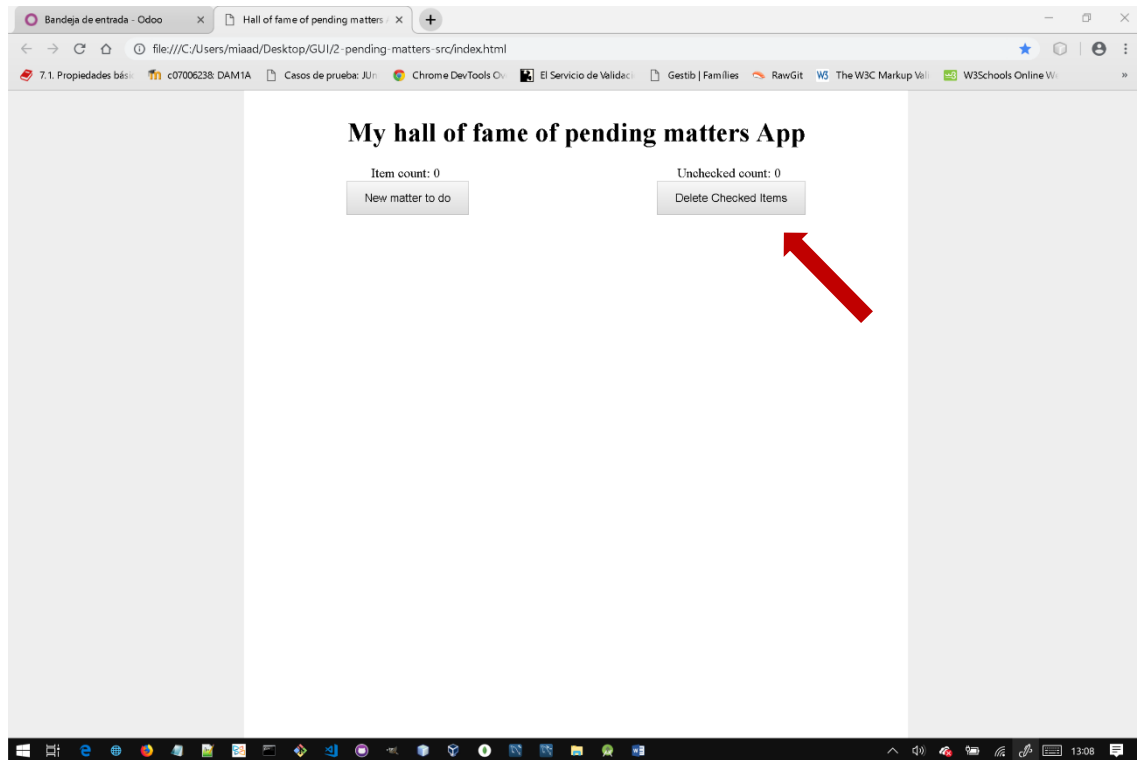 Bandeja de entrada - Odoo
Hall of fame of pending matters
file:///C:/Users/miaad/Desktop/GUI/2-pending-matters-src/index.html
7.1. Propiedades bási
c07006238: DAM1A
Casos de prueba: JUn
Chrome DevTools Ov
El Servicio de Validaci
Gestib | Famílies
RawGit
The W3C Markup Vali
W3Schools Online We
»
My hall of fame of pending matters App
Item count: 0
Unchecked count: 0
New matter to do
Delete Checked Items
13:08